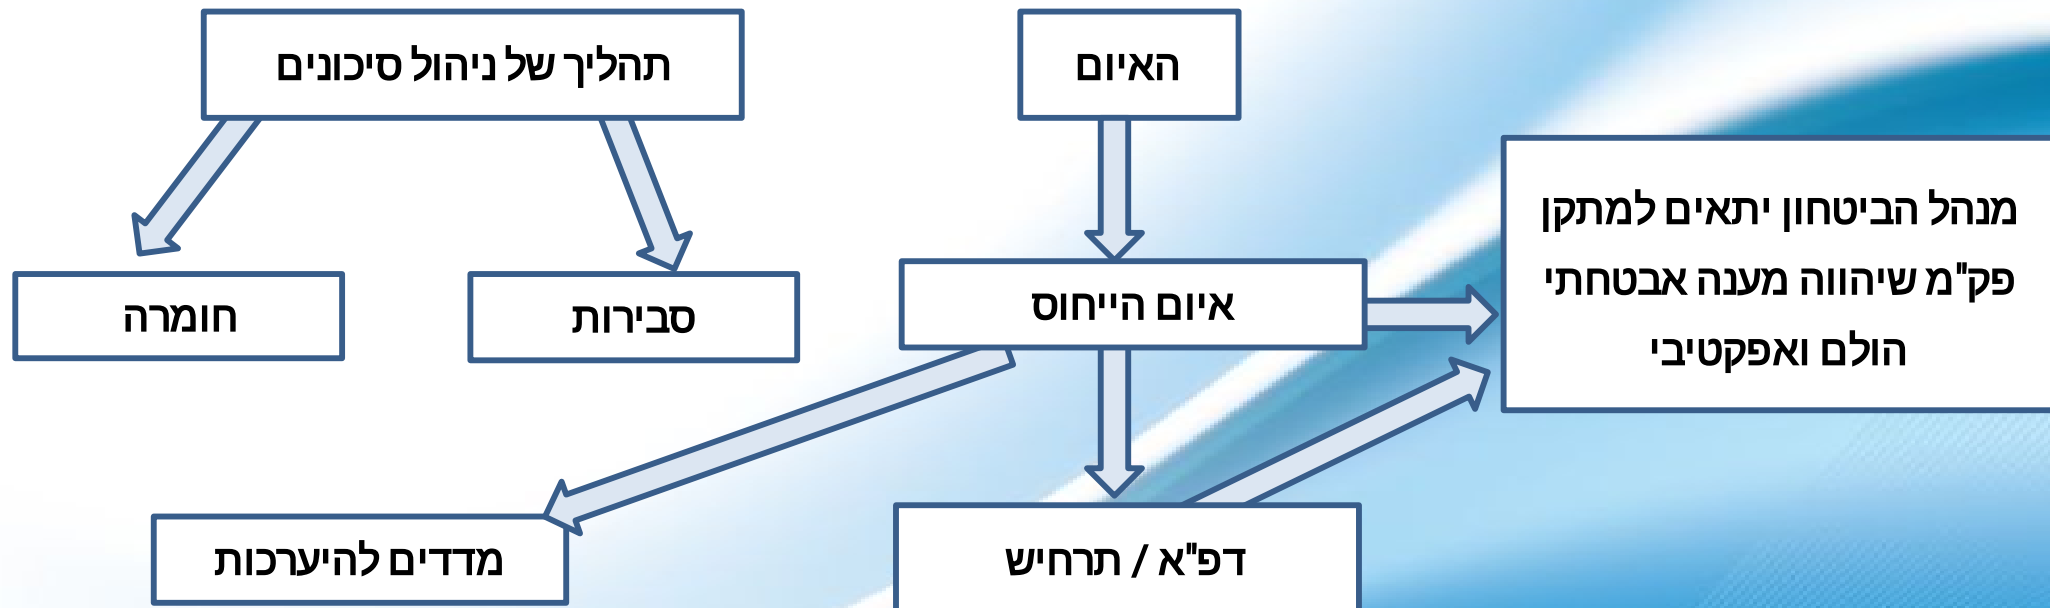 האיום
תהליך של ניהול סיכונים
מנהל הביטחון יתאים למתקן
פק"מ שיהווה מענה אבטחתי
הולם ואפקטיבי
איום הייחוס
סבירות
חומרה
דפ"א / תרחיש
מדדים להיערכות